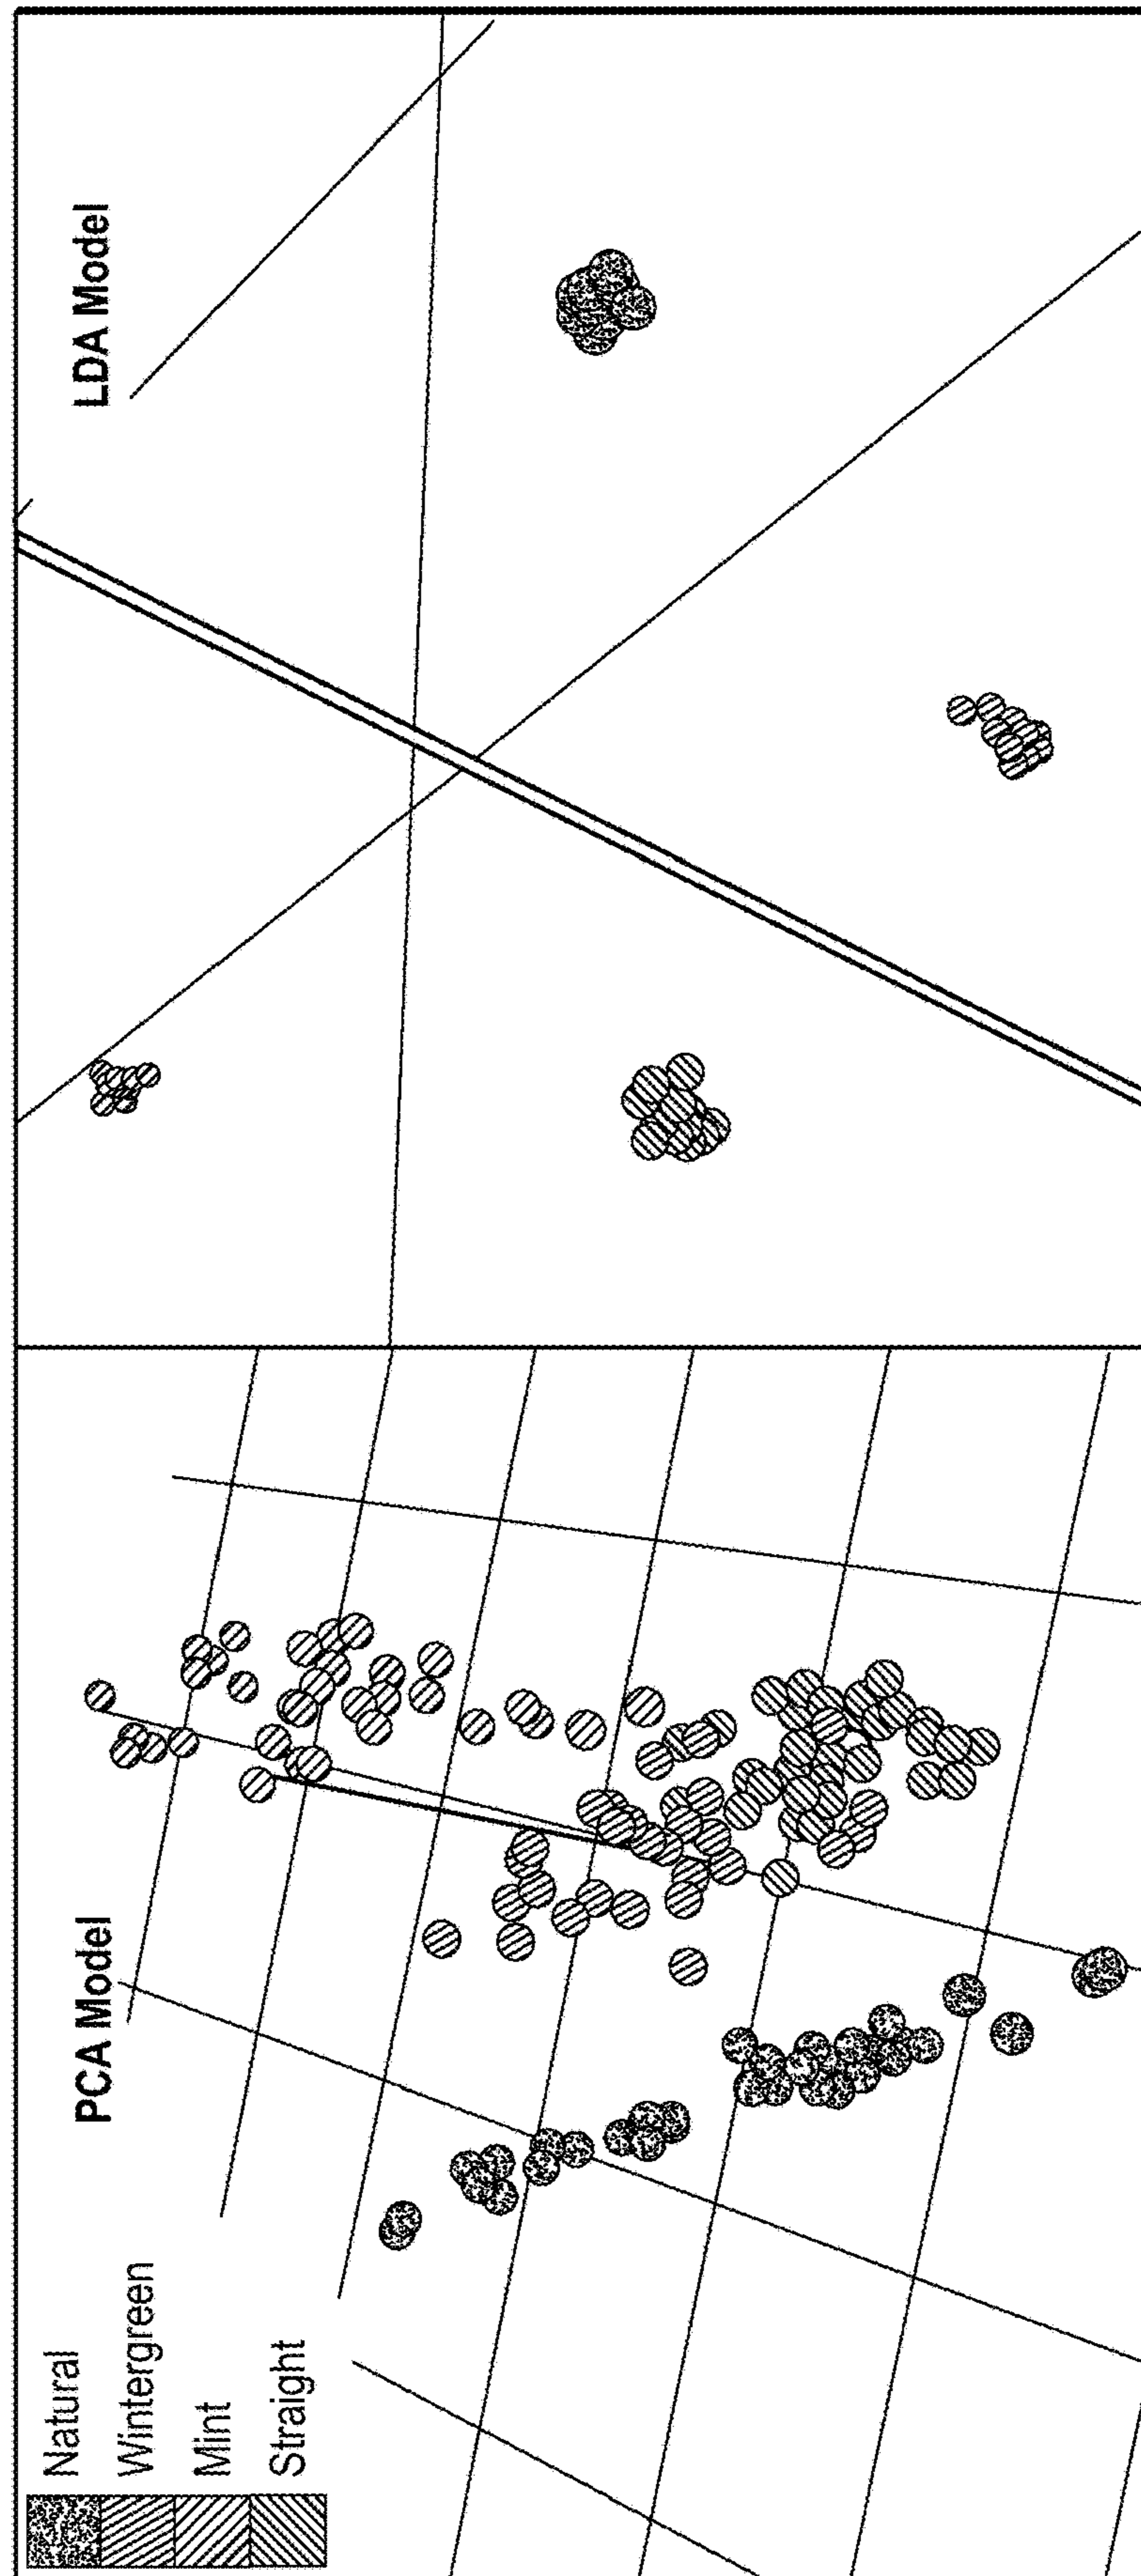 Natural
Wintergreen
Mint
Straight
PCA Model
LDA Model